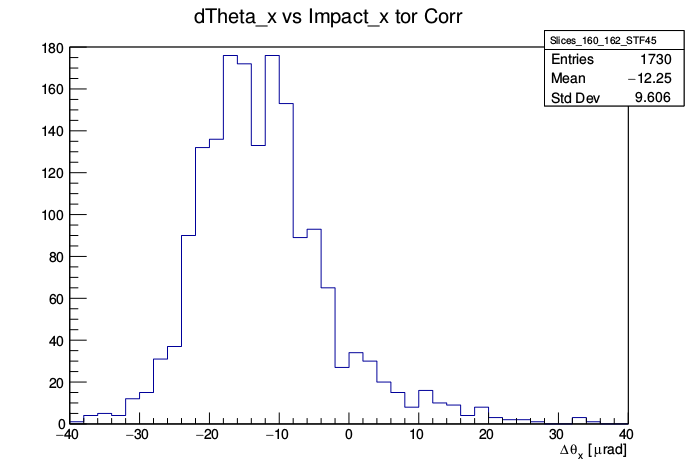 dTheta_x vs Impact_x tor Corr
Slices_160_162_STF45
Entries 1730
Mean −12.25
Std Dev 9.606
180
160
140
120
100
80
60
40
20
0
−40 −30 −20 −10 0 10 20 30 40
Δθx [μrad]